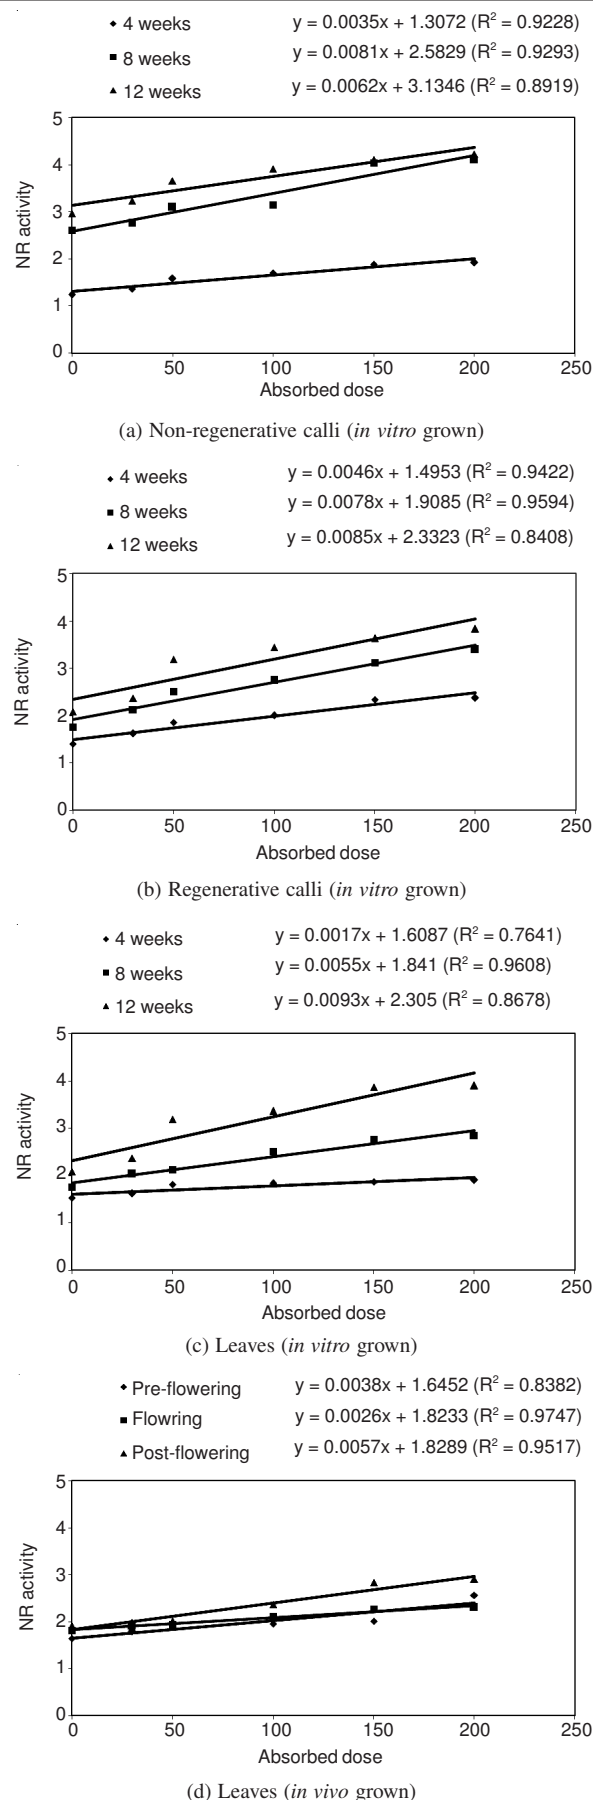 4 weeks y = 0.0035x + 1.3072 (R² = 0.9228)
8 weeks y = 0.0081x + 2.5829 (R² = 0.9293)
12 weeks y = 0.0062x + 3.1346 (R² = 0.8919)
5
4
3
2
1
0
NR activity
0 50 100 150 200 250
Absorbed dose
(a) Non-regenerative calli (in vitro grown)
4 weeks y = 0.0046x + 1.4953 (R² = 0.9422)
8 weeks y = 0.0078x + 1.9085 (R² = 0.9594)
12 weeks y = 0.0085x + 2.3323 (R² = 0.8408)
5
4
3
2
1
0
NR activity
0 50 100 150 200 250
Absorbed dose
(b) Regenerative calli (in vitro grown)
4 weeks y = 0.0017x + 1.6087 (R² = 0.7641)
8 weeks y = 0.0055x + 1.841 (R² = 0.9608)
12 weeks y = 0.0093x + 2.305 (R² = 0.8678)
5
4
3
2
1
0
NR activity
0 50 100 150 200 250
Absorbed dose
(c) Leaves (in vitro grown)
Pre-flowering y = 0.0038x + 1.6452 (R² = 0.8382)
Flowring y = 0.0026x + 1.8233 (R² = 0.9747)
Post-flowering y = 0.0057x + 1.8289 (R² = 0.9517)
5
4
3
2
1
0
NR activity
0 50 100 150 200 250
Absorbed dose
(d) Leaves (in vivo grown)